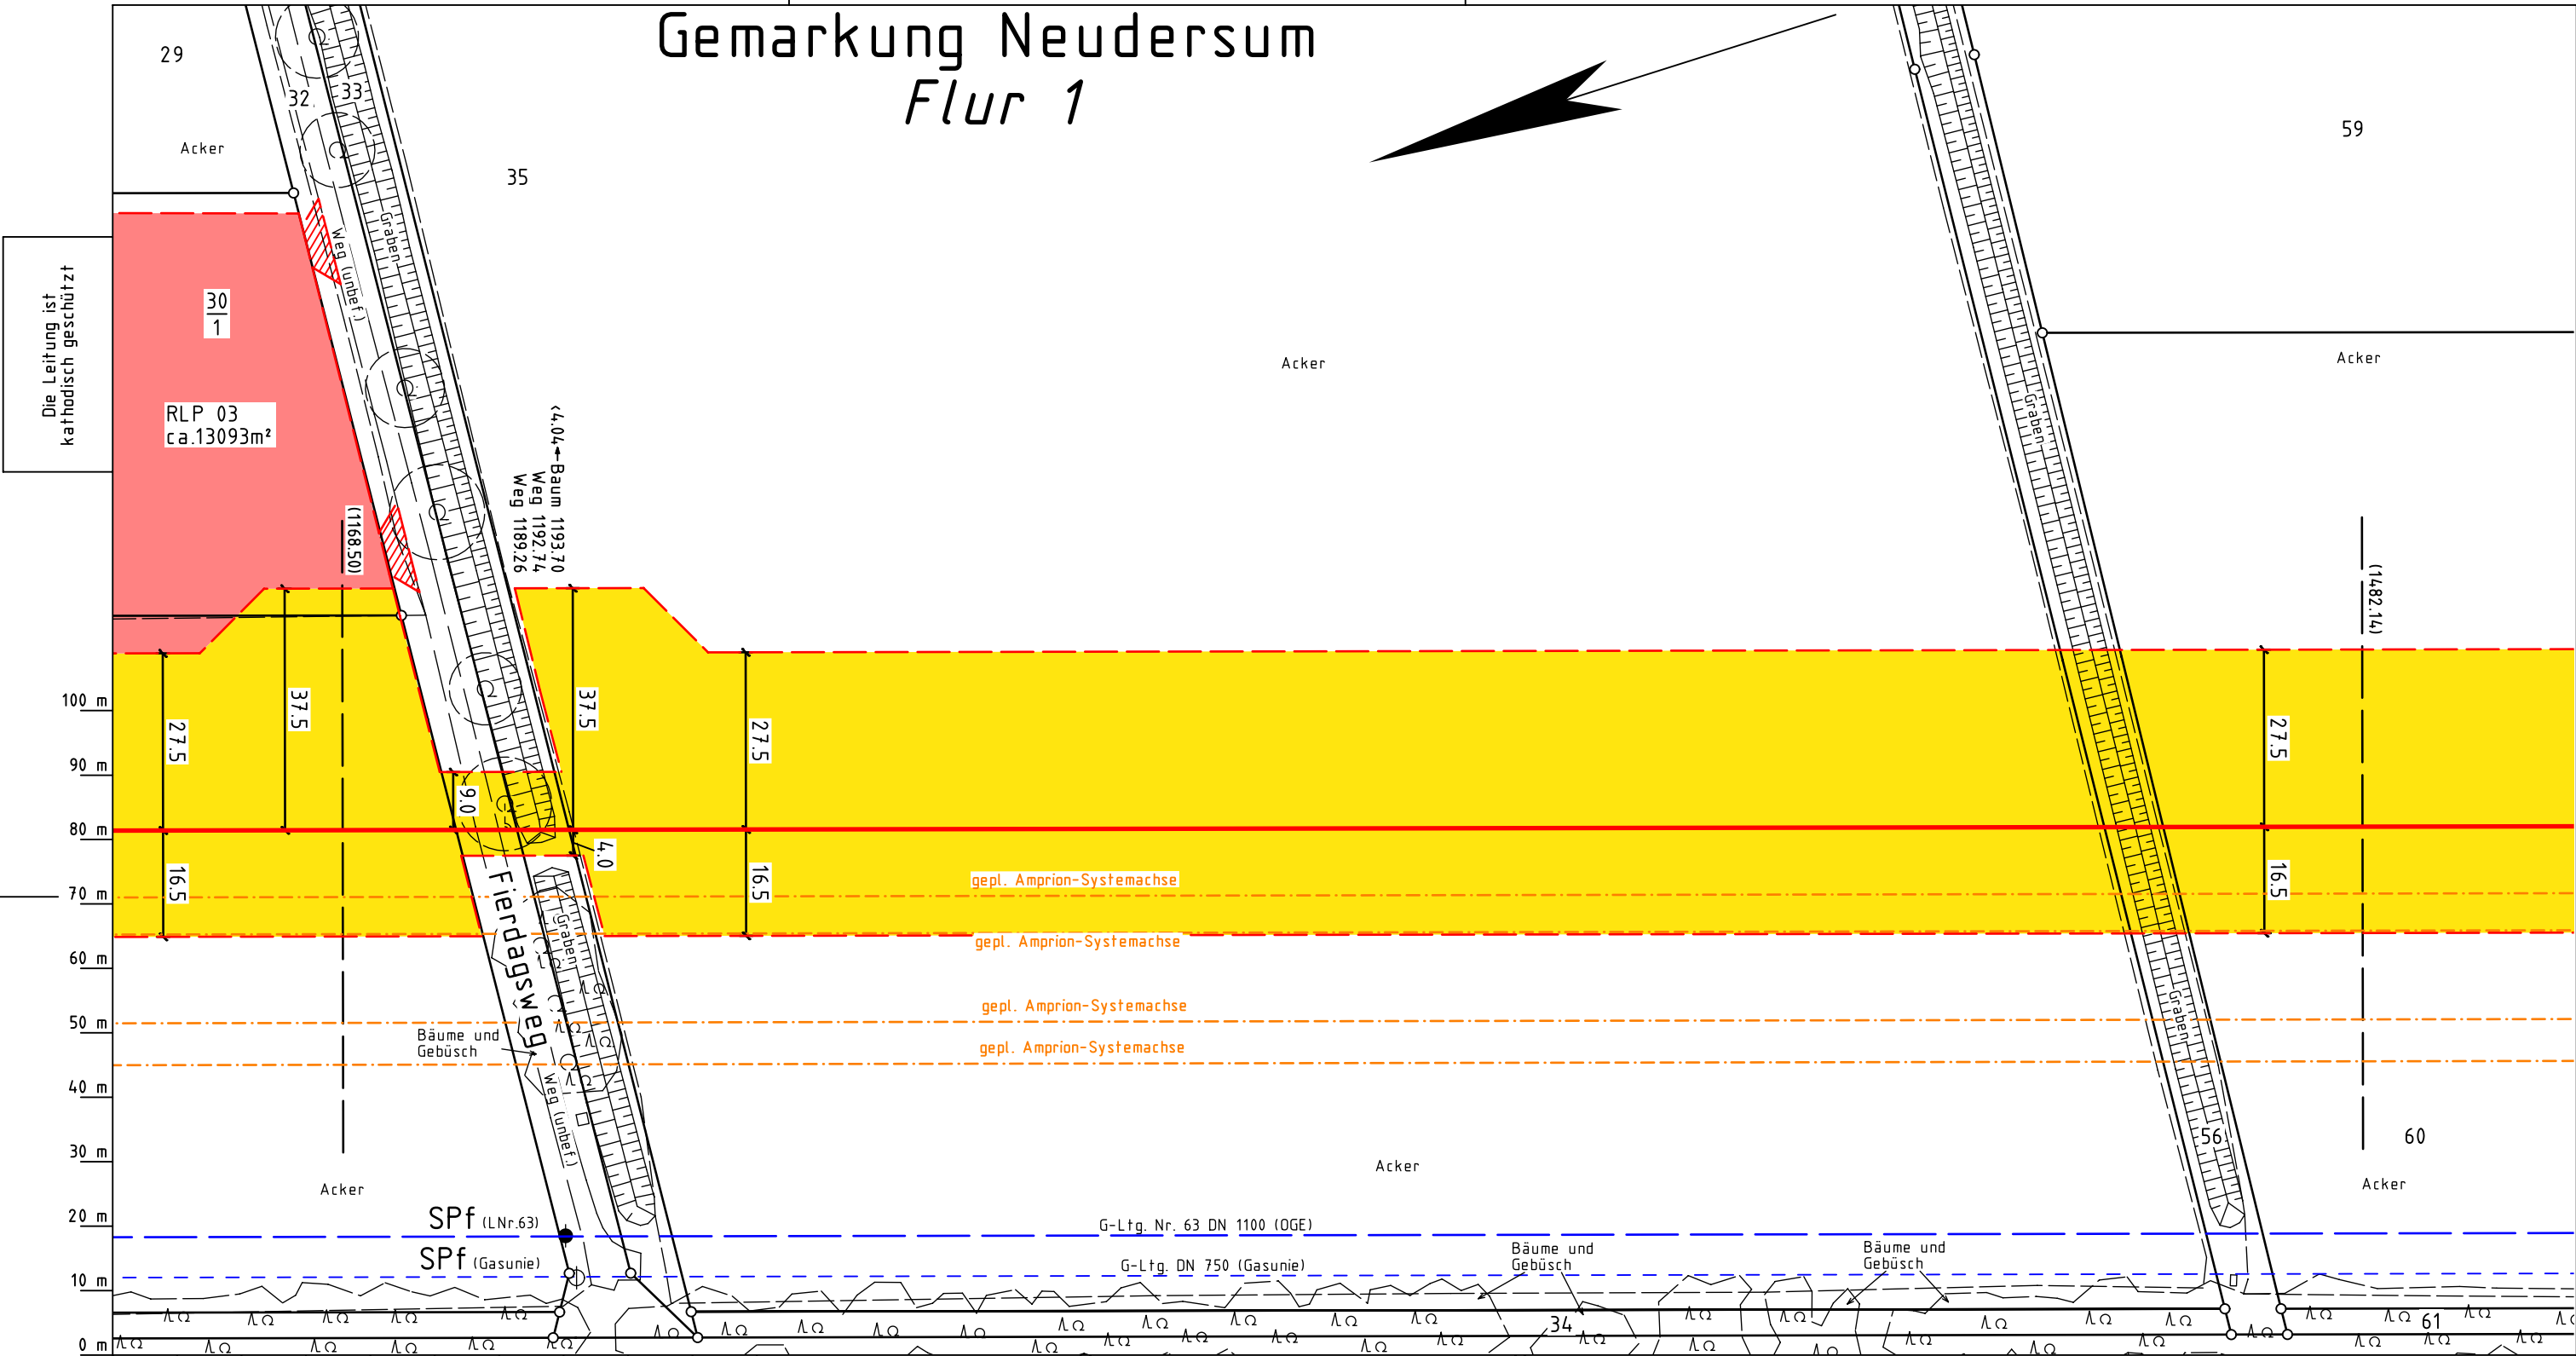 Gemarkung Neudersum
Flur 1
29
32
33
35
59
Acker
Die Leitung ist
kathodisch geschützt
30
1
RLP 03
ca.13093m²
Weg (unbef.)
Graben
Acker
Acker
Graben
<4.04←Baum 1193.70
Weg 1192.74
Weg 1189.26
(1168.50)
(1482.14)
37.5
27.5
37.5
27.5
27.5
9.0
4.0
16.5
16.5
16.5
100 m
90 m
80 m
70 m
60 m
50 m
40 m
30 m
20 m
10 m
0 m
gepl. Amprion-Systemachse
gepl. Amprion-Systemachse
gepl. Amprion-Systemachse
gepl. Amprion-Systemachse
Fierdagsweg
Graben
Graben
Bäume und
Gebüsch
Weg (unbef.)
56
60
Acker
Acker
Acker
SPf (LNr.63)
G-Ltg. Nr. 63 DN 1100 (OGE)
SPf (Gasunie)
G-Ltg. DN 750 (Gasunie)
Bäume und
Gebüsch
Bäume und
Gebüsch
34
61